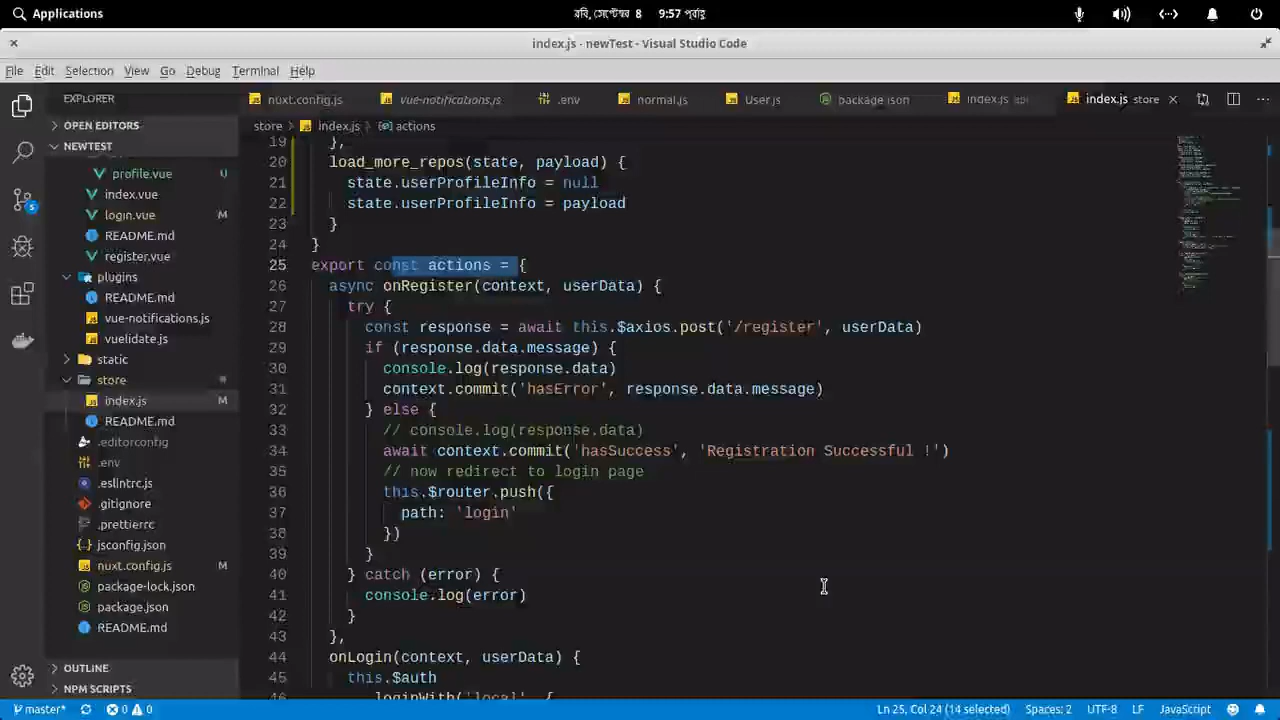 Applications
রবি, সেপ্টেম্বর 8 9:57 পূর্বাহ্ণ
index.js - newTest - Visual Studio Code
File Edit Selection View Go Debug Terminal Help
EXPLORER
nuxt.config.js vue-notifications.js .env normal.js User.js package.json index.js api index.js store
OPEN EDITORS
store > index.js > actions
NEWTEST
profile.vue U
index.vue
login.vue M
README.md
register.vue
plugins
README.md
vue-notifications.js
vuelidate.js
static
store
index.js M
README.md
.editorconfig
.env
.eslintrc.js
.gitignore
.prettierrc
jsconfig.json
nuxt.config.js M
package-lock.json
package.json
README.md
OUTLINE
NPM SCRIPTS
19 },
20 load_more_repos(state, payload) {
21 state.userProfileInfo = null
22 state.userProfileInfo = payload
23 }
24 }
25 export const actions = {
26 async onRegister(context, userData) {
27 try {
28 const response = await this.$axios.post('/register', userData)
29 if (response.data.message) {
30 console.log(response.data)
31 context.commit('hasError', response.data.message)
32 } else {
33 // console.log(response.data)
34 await context.commit('hasSuccess', 'Registration Successful !')
35 // now redirect to login page
36 this.$router.push({
37 path: 'login'
38 })
39 }
40 } catch (error) {
41 console.log(error)
42 }
43 },
44 onLogin(context, userData) {
45 this.$auth
46 .loginWith('local', {
master* 0 0 Ln 25, Col 24 (14 selected) Spaces: 2 UTF-8 LF JavaScript